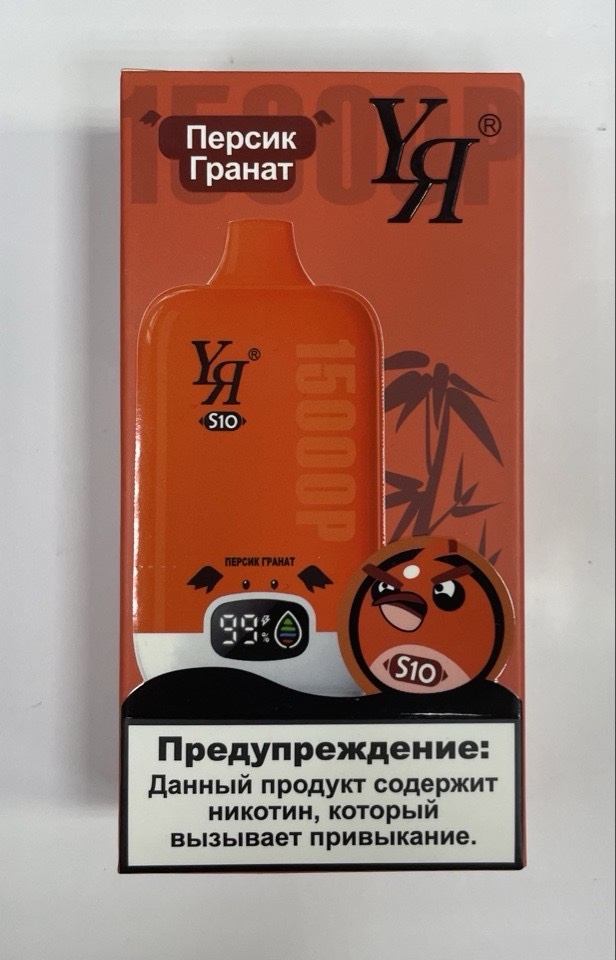 15000P
Персик
Гранат
YЯ®
YЯ®
S10
15000P
ПЕРСИК ГРАНАТ
99%
S10
Предупреждение:
Данный продукт содержит
никотин, который
вызывает привыкание.